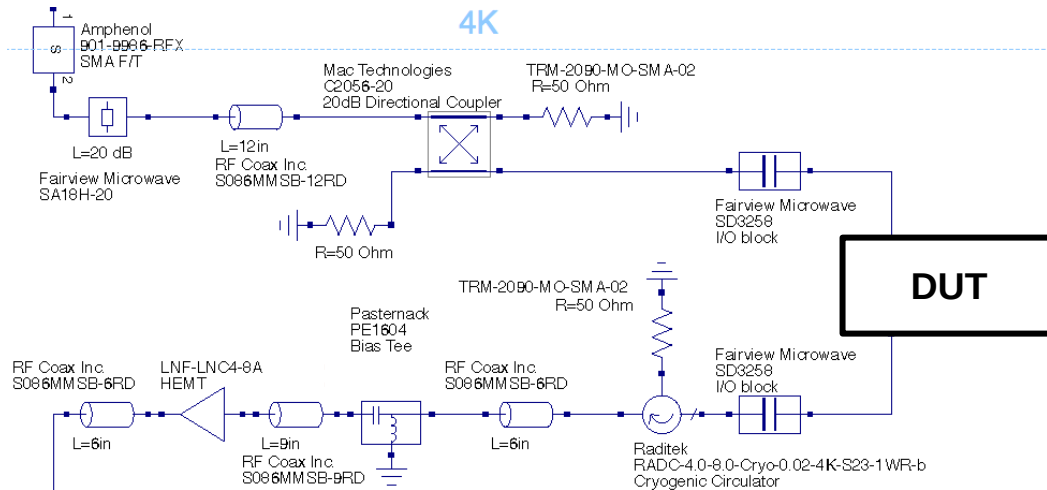 4K
1
S
2
Amphenol
901-9986-RFX
SMA F/T
L=20 dB
Fairview Microwave
SA18H-20
L=12in
RF Coax Inc.
S086MMSB-12RD
Mac Technologies
C2056-20
20dB Directional Coupler
TRM-2090-MO-SMA-02
R=50 Ohm
R=50 Ohm
Fairview Microwave
SD3258
I/O block
DUT
TRM-2090-MO-SMA-02
R=50 Ohm
Fairview Microwave
SD3258
I/O block
Pasternack
PE1604
Bias Tee
RF Coax Inc.
S086MMSB-6RD
L=6in
LNF-LNC4-8A
HEMT
L=9in
RF Coax Inc.
S086MMSB-9RD
RF Coax Inc.
S086MMSB-6RD
L=6in
Raditek
RADC-4.0-8.0-Cryo-0.02-4K-S23-1WR-b
Cryogenic Circulator